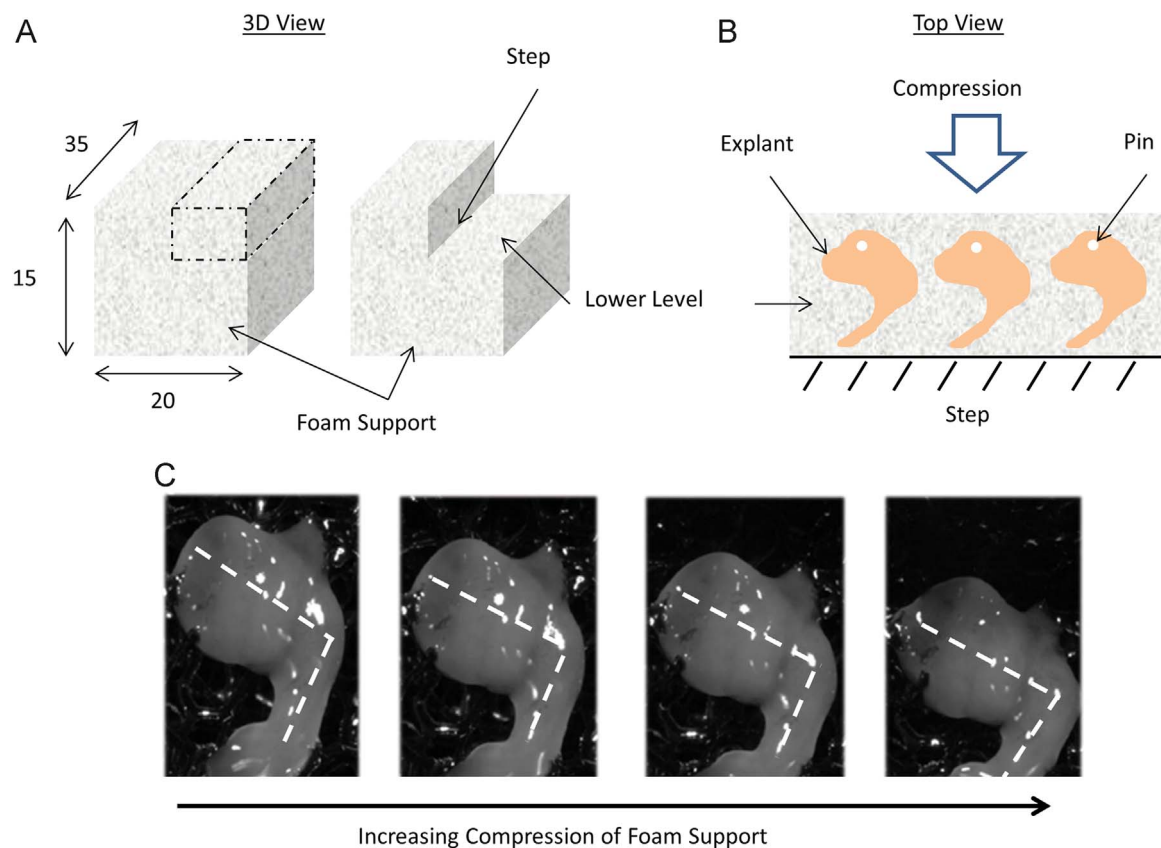 A
3D View
Step
35
15
20
Lower Level
Foam Support
B
Top View
Compression
Explant
Pin
Step
C
Increasing Compression of Foam Support